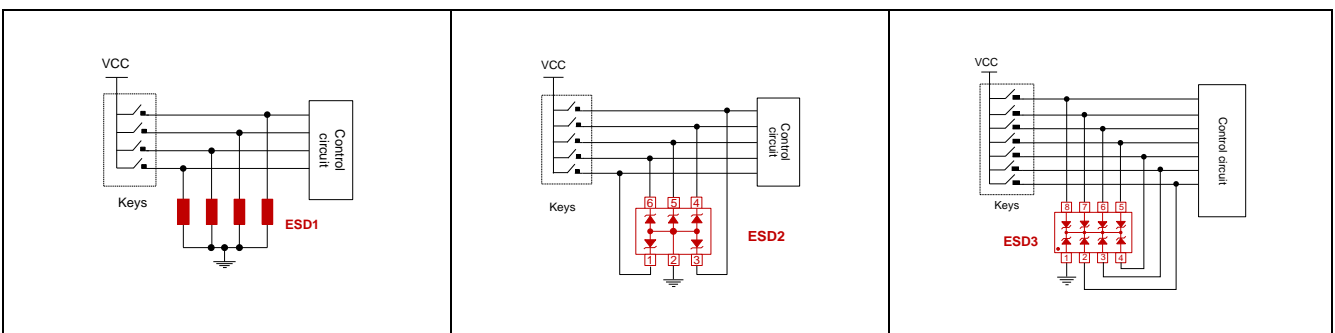 VCC
Control circuit
Keys
ESD1
VCC
Control
circuit
Keys
6 5 4
ESD2
1 2 3
VCC
Control circuit
Keys
8 7 6 5
ESD3
1 2 3 4